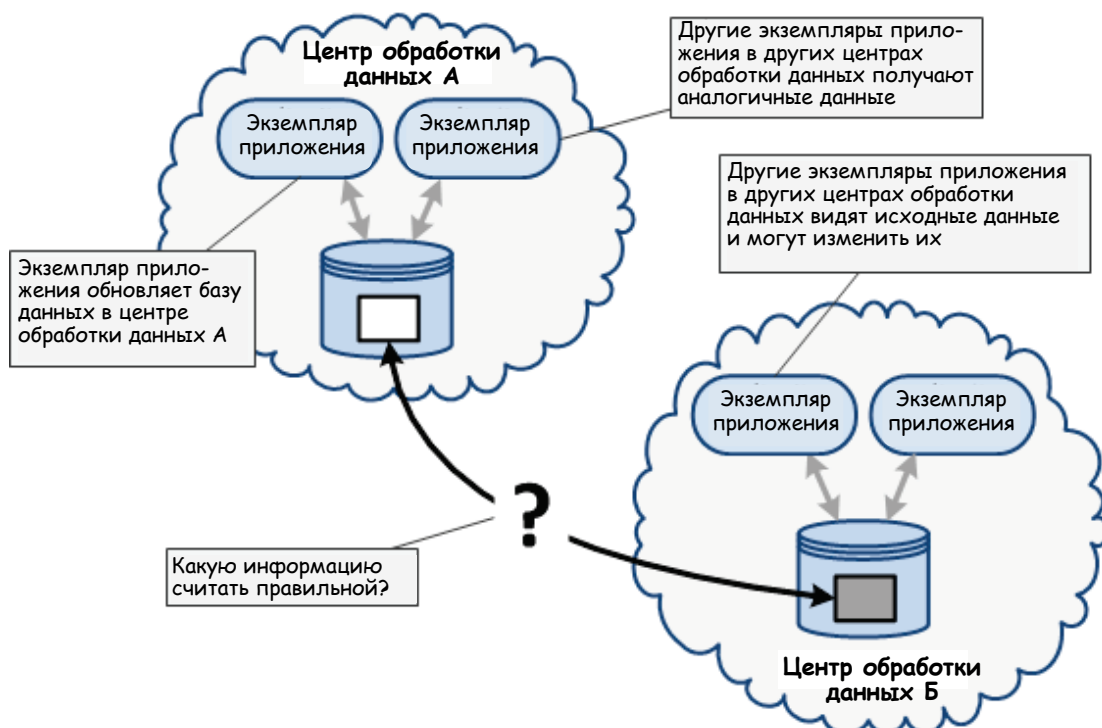 Центр обработки
данных А
Экземпляр
приложения
Экземпляр
приложения
Другие экземпляры прило-
жения в других центрах
обработки данных получают
аналогичные данные
Другие экземпляры приложения
в других центрах обработки
данных видят исходные данные
и могут изменить их
Экземпляр прило-
жения обновляет базу
данных в центре
обработки данных А
Экземпляр
приложения
Экземпляр
приложения
?
Какую информацию
считать правильной?
Центр обработки
данных Б